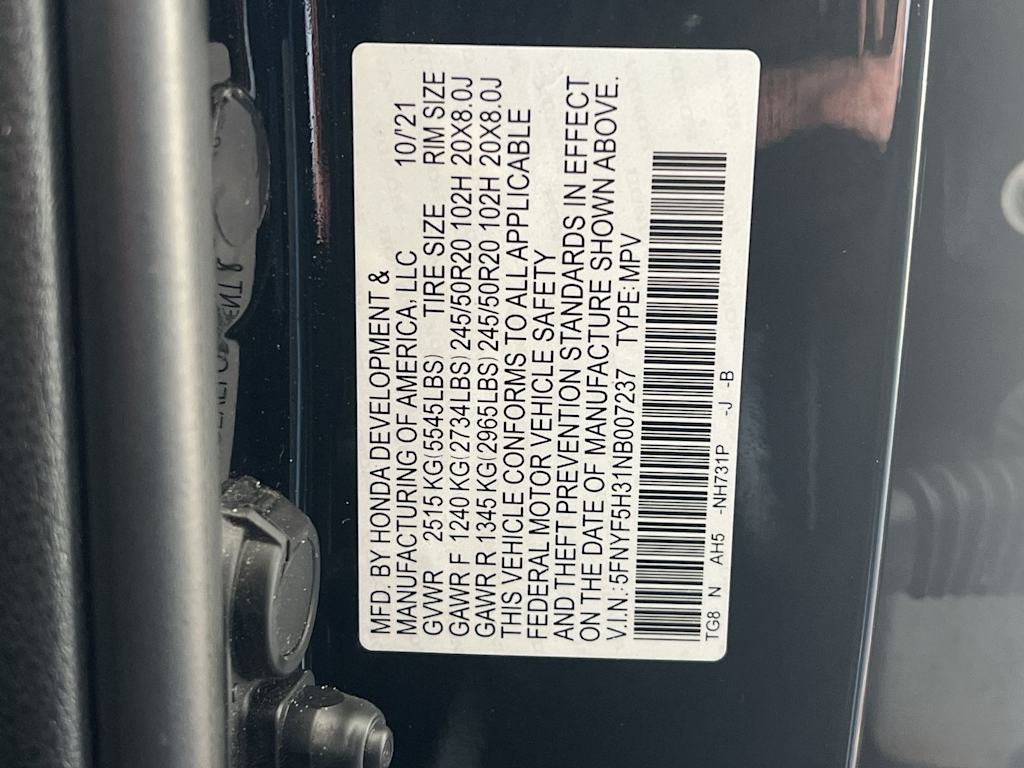 MFD. BY HONDA DEVELOPMENT &
MANUFACTURING OF AMERICA, LLC 10/'21
GVWR 2515 KG (5545LBS) TIRE SIZE RIM SIZE
GAWR F 1240 KG (2734LBS) 245/50R20 102H 20X8.0J
GAWR R 1345 KG (2965LBS) 245/50R20 102H 20X8.0J
THIS VEHICLE CONFORMS TO ALL APPLICABLE
FEDERAL MOTOR VEHICLE SAFETY
AND THEFT PREVENTION STANDARDS IN EFFECT
ON THE DATE OF MANUFACTURE SHOWN ABOVE.
V.I.N.:5FNYF5H31NB007237 TYPE:MPV
TG8 N AH5 -NH731P -J -B